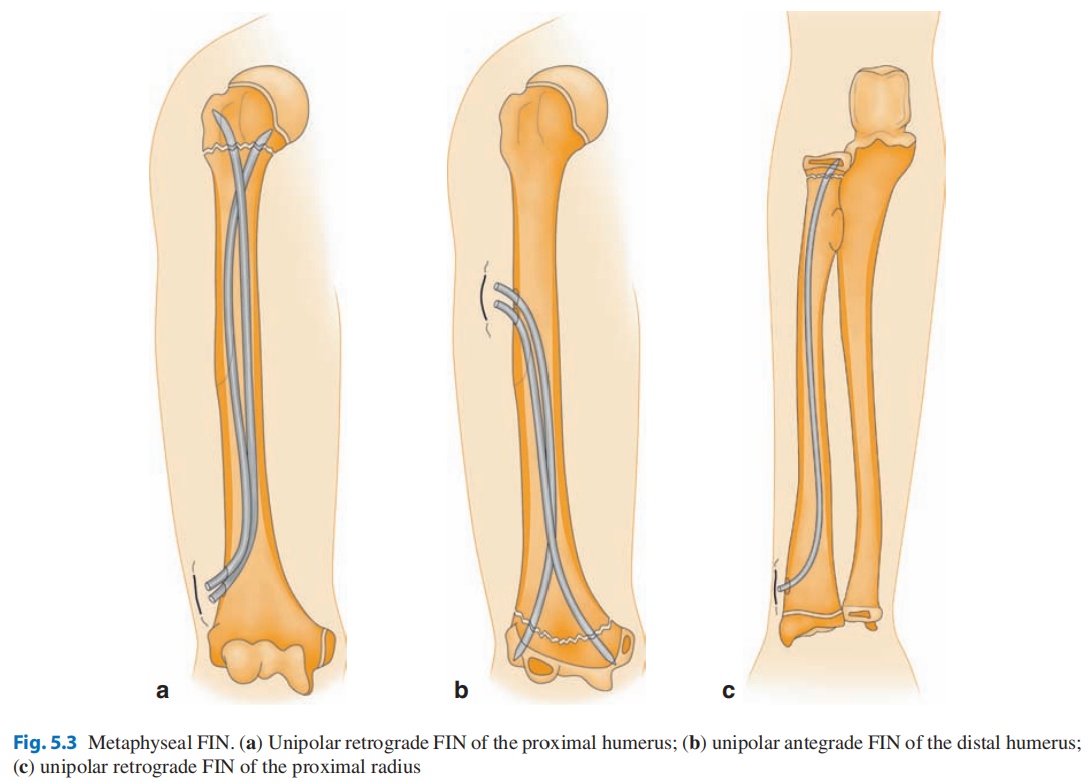 a
b
c
Fig. 5.3 Metaphyseal FIN. (a) Unipolar retrograde FIN of the proximal humerus; (b) unipolar antegrade FIN of the distal humerus;
(c) unipolar retrograde FIN of the proximal radius